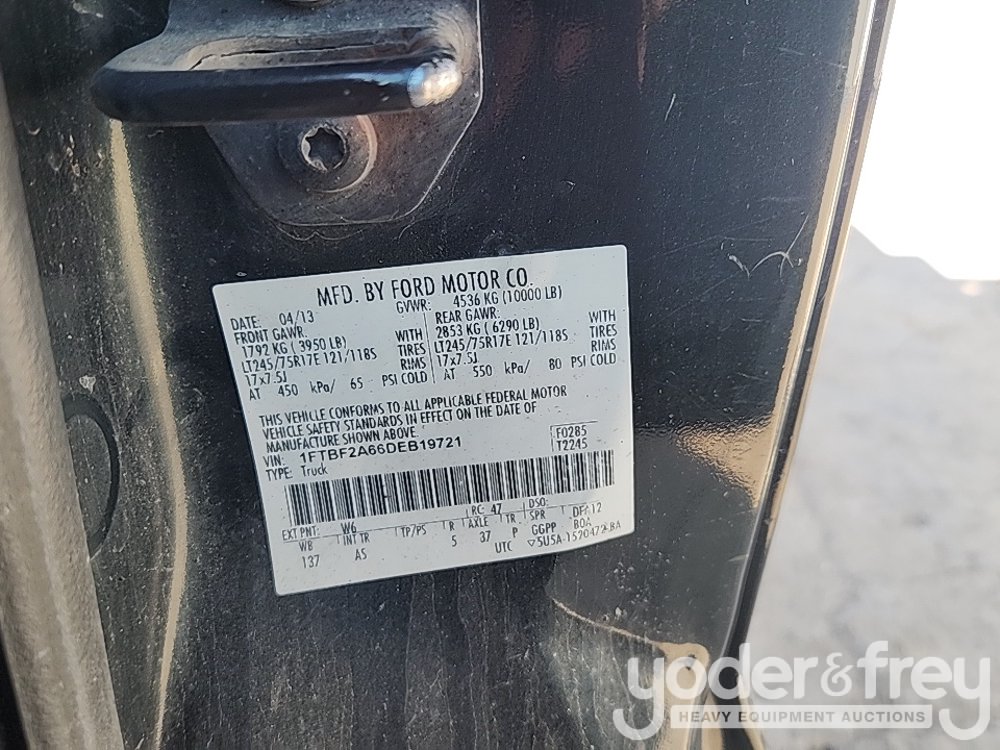 MFD. BY FORD MOTOR CO.
DATE: 04/13 GVWR: 4536 KG (10000 LB)
FRONT GAWR: REAR GAWR:
1792 KG ( 3950 LB) WITH 2853 KG ( 6290 LB) WITH
LT245/75R17E 121/118S TIRES LT245/75R17E 121/118S TIRES
17x7.5J RIMS 17x7.5J RIMS
AT 450 kPa/ 65 PSI COLD AT 550 kPa/ 80 PSI COLD
THIS VEHICLE CONFORMS TO ALL APPLICABLE FEDERAL MOTOR
VEHICLE SAFETY STANDARDS IN EFFECT ON THE DATE OF
MANUFACTURE SHOWN ABOVE.
VIN: 1FTBF2A66DEB19721 F0285
TYPE: Truck T2245
EXT PNT: W6 RC: 47 DSO:
WB INT TR TP/PS R AXLE TR SPR
137 AS 5 37 P GGPP BOA
UTC ▽5U5A-1520472-BA
yoder&frey
HEAVY EQUIPMENT AUCTIONS